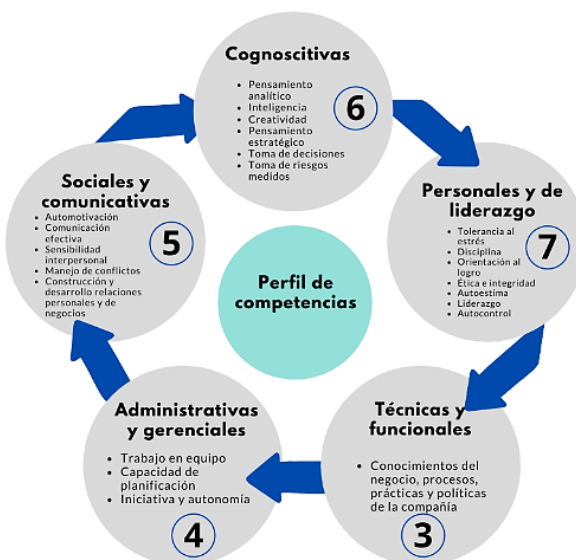 Cognoscitivas
• Pensamiento
analítico
• Inteligencia
• Creatividad
• Pensamiento
estratégico
• Toma de decisiones
• Toma de riesgos
medidos
6
Personales y de
liderazgo
• Tolerancia al
estrés
• Disciplina
• Orientación al
logro
• Ética e integridad
• Autoestima
• Liderazgo
• Autocontrol
7
Técnicas y
funcionales
• Conocimientos del
negocio, procesos,
prácticas y políticas
de la compañía
3
Administrativas
y gerenciales
• Trabajo en equipo
• Capacidad de
planificación
• Iniciativa y autonomía
4
Sociales y
comunicativas
• Automotivación
• Comunicación
efectiva
• Sensibilidad
interpersonal
• Manejo de conflictos
• Construcción y
desarrollo relaciones
personales y de
negocios
5
Perfil de
competencias